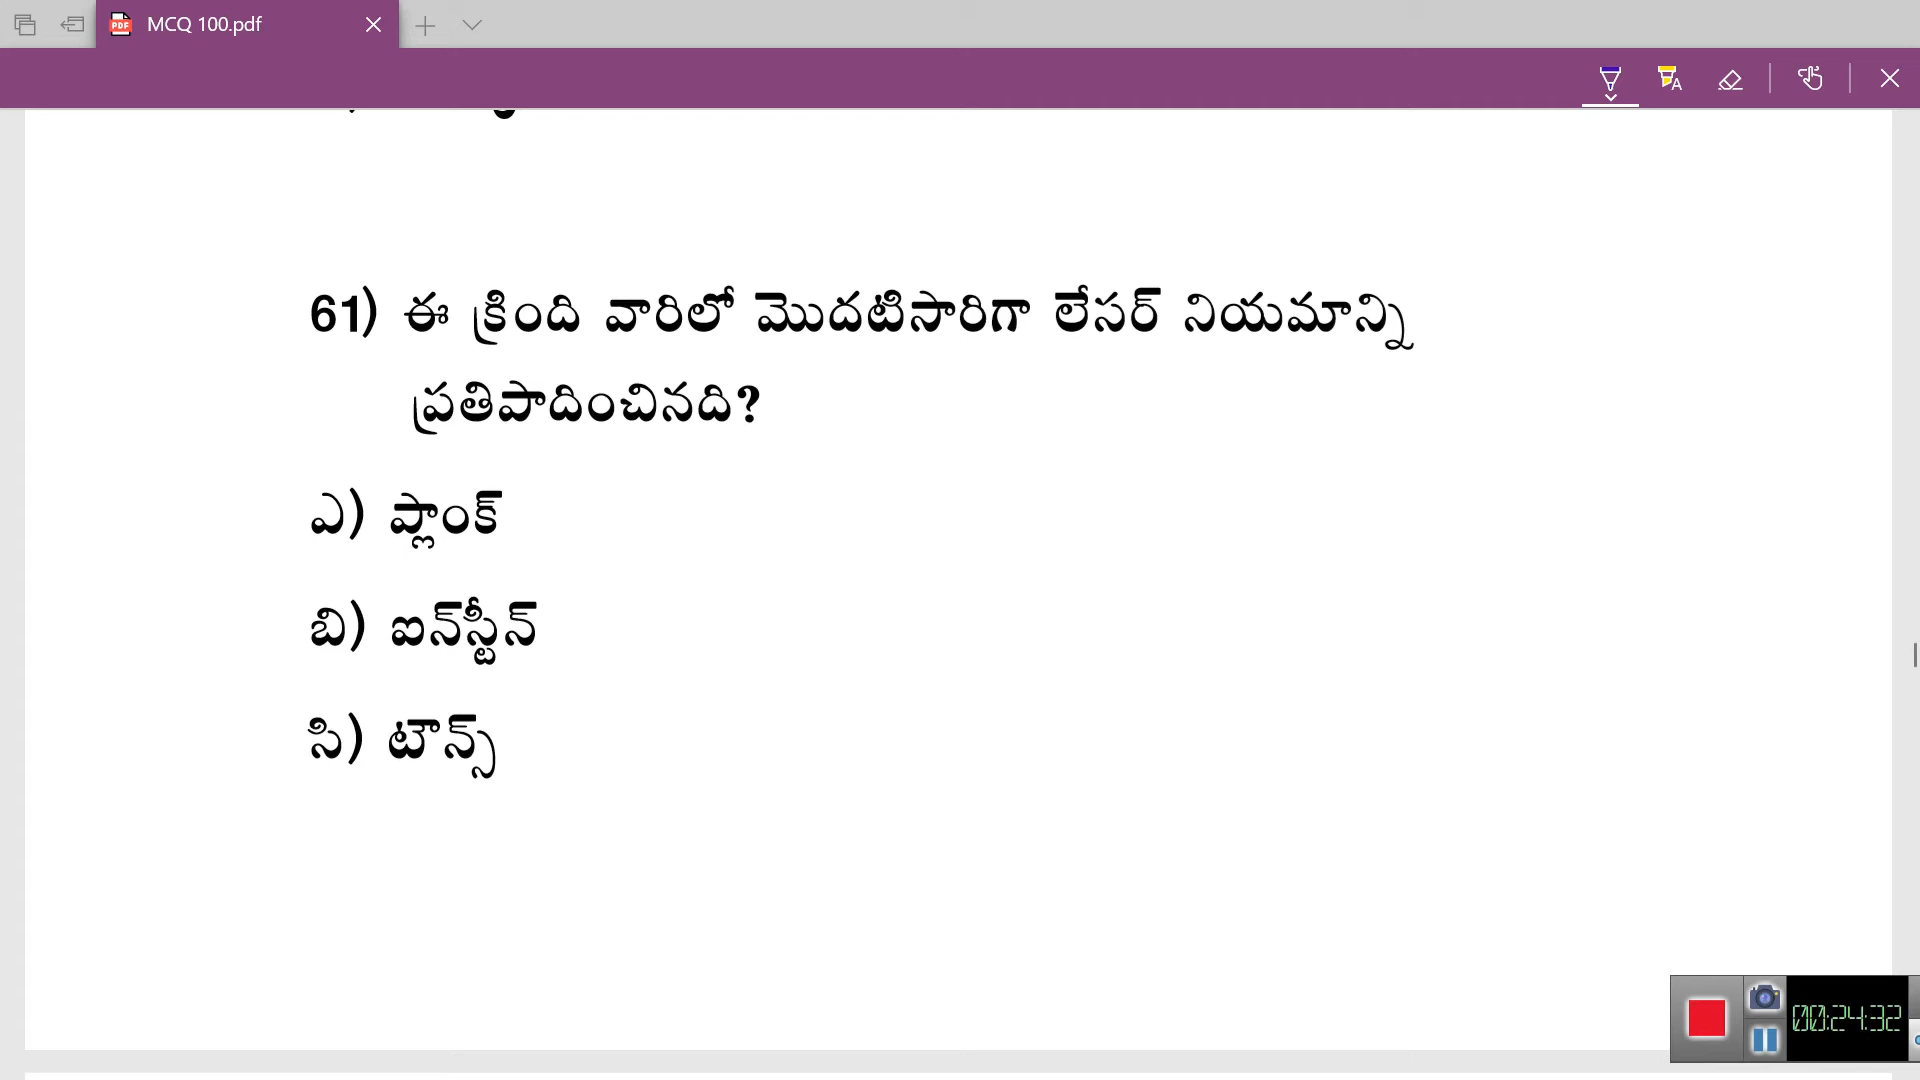 MCQ 100.pdf
61) ఈ క్రింది వారిలో మొదటిసారిగా లేసర్ నియమాన్ని
ప్రతిపాదించినది?
ఎ) ప్లాంక్
బి) ఐన్‌స్టీన్
సి) టౌన్స్
00:24:32